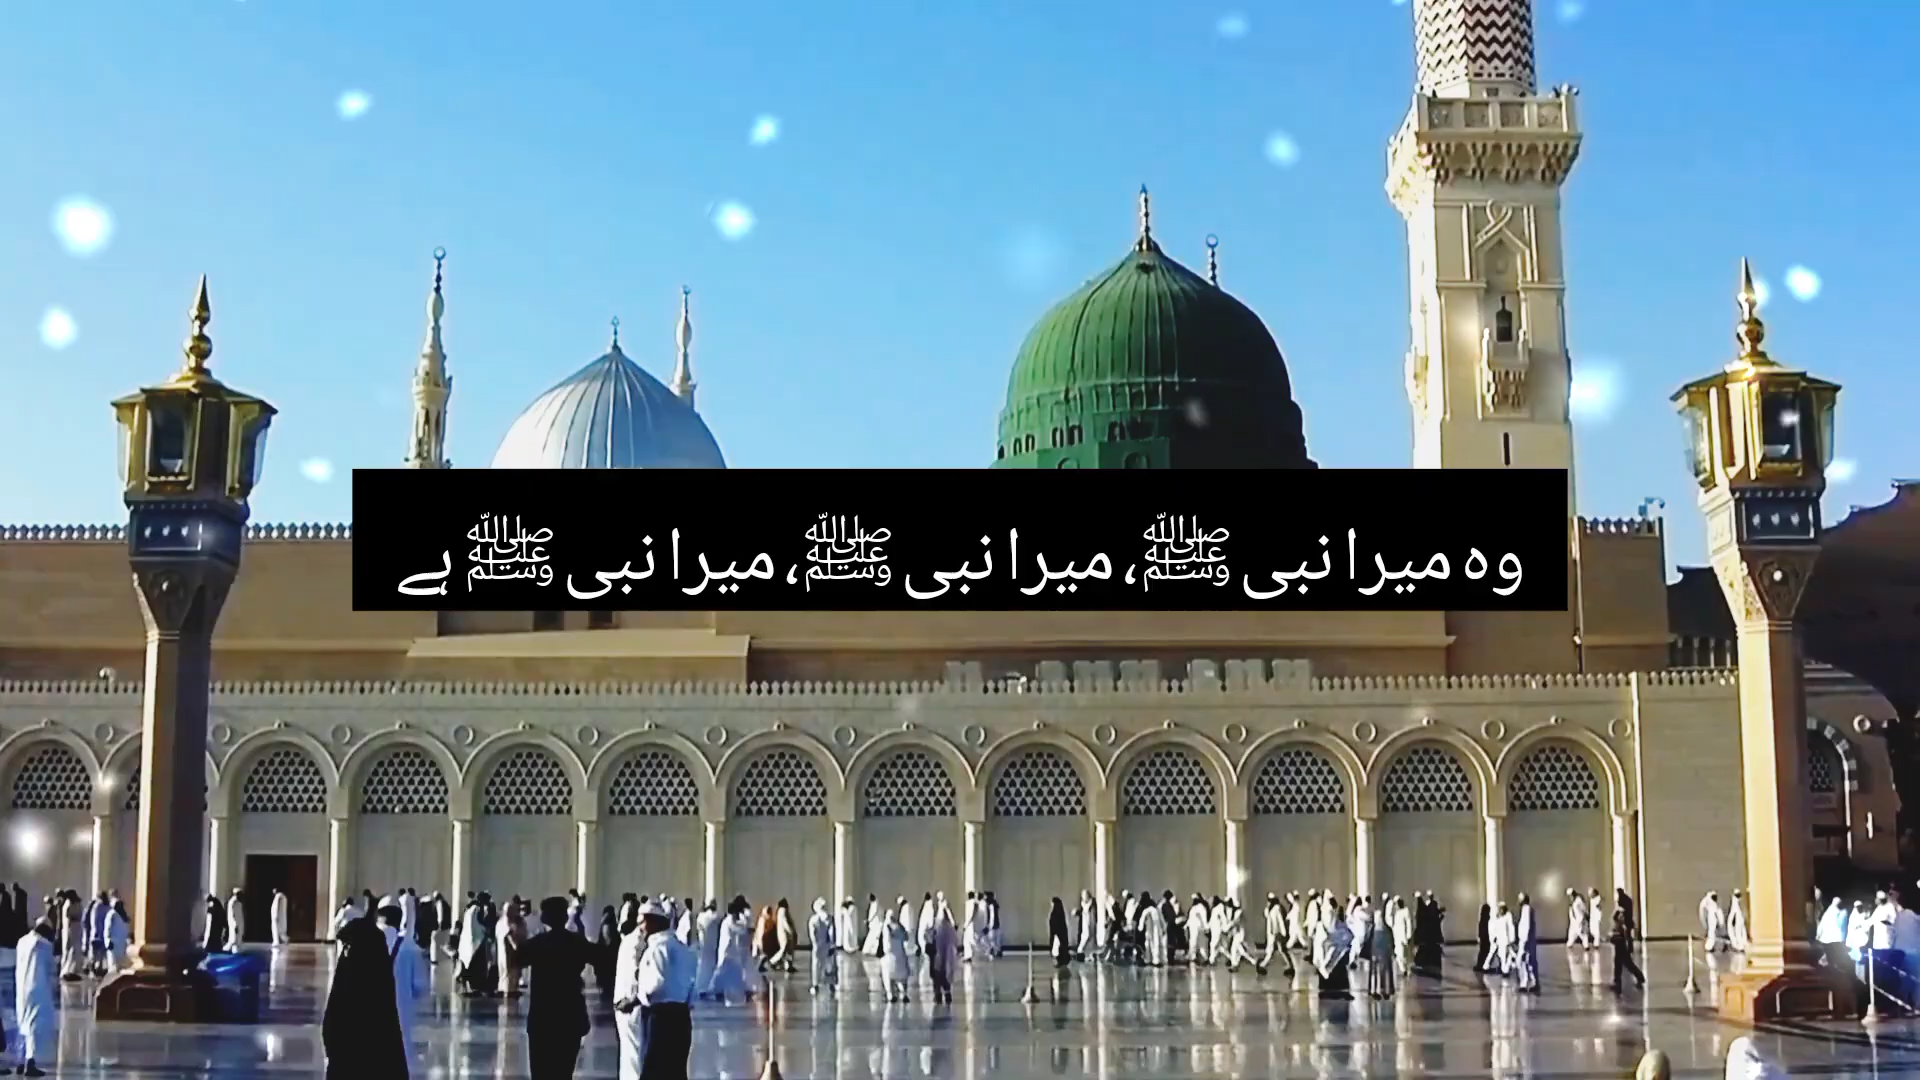 وہ میرا نبی ﷺ، میرا نبی ﷺ، میرا نبی ﷺ ہے